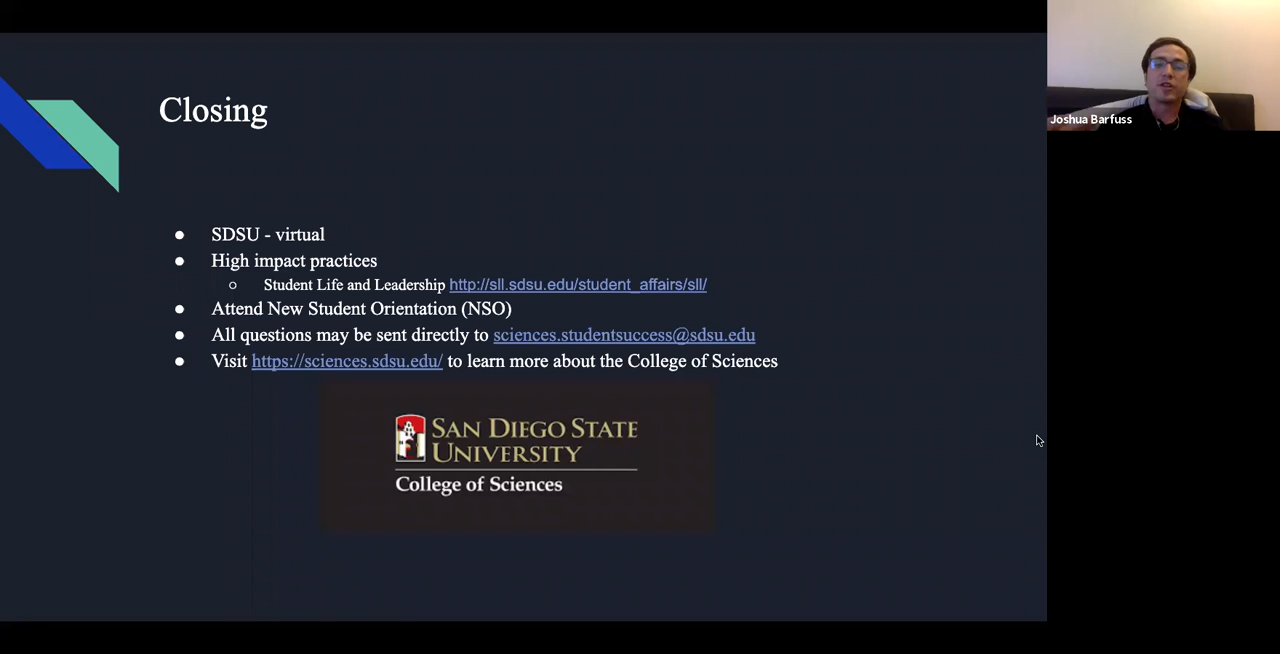 Closing
● SDSU - virtual
● High impact practices
○ Student Life and Leadership http://sll.sdsu.edu/student_affairs/sll/
● Attend New Student Orientation (NSO)
● All questions may be sent directly to sciences.studentsuccess@sdsu.edu
● Visit https://sciences.sdsu.edu/ to learn more about the College of Sciences
SAN DIEGO STATE
UNIVERSITY
College of Sciences
Joshua Barfuss